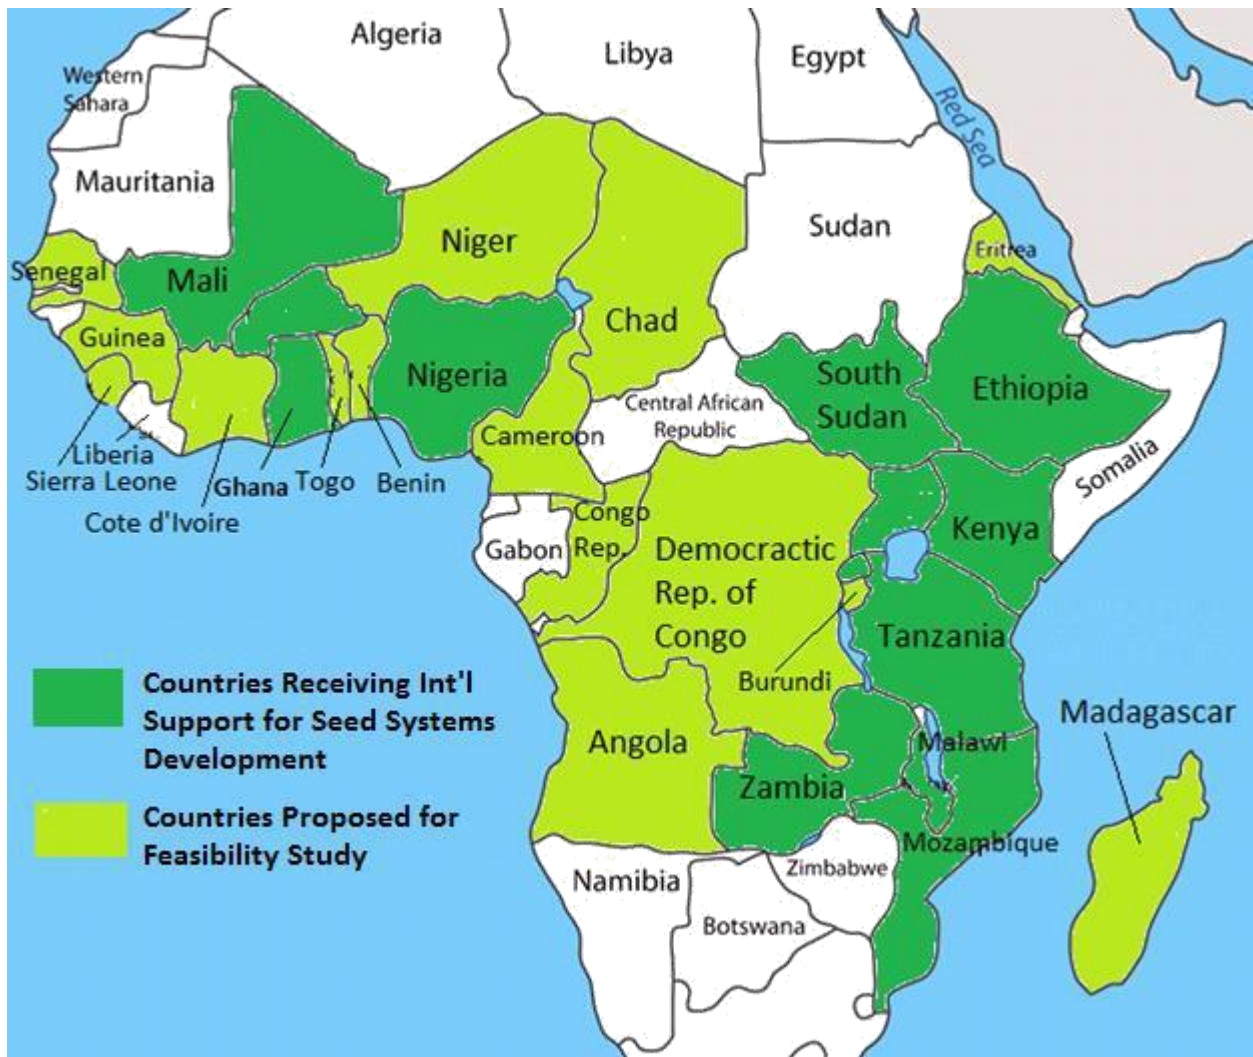 Algeria
Libya
Egypt
Western
Sahara
Red Sea
Mauritania
Sudan
Niger
Eritrea
Senegal
Mali
Chad
Guinea
Nigeria
South
Sudan
Ethiopia
Central African
Republic
Cameroon
Liberia
Sierra Leone
Ghana
Togo
Benin
Somalia
Cote d'Ivoire
Congo
Rep.
Gabon
Kenya
Democractic
Rep. of
Congo
Tanzania
Burundi
Countries Receiving Int'l
Support for Seed Systems
Development
Madagascar
Angola
Malawi
Zambia
Countries Proposed for
Feasibility Study
Mozambique
Zimbabwe
Namibia
Botswana